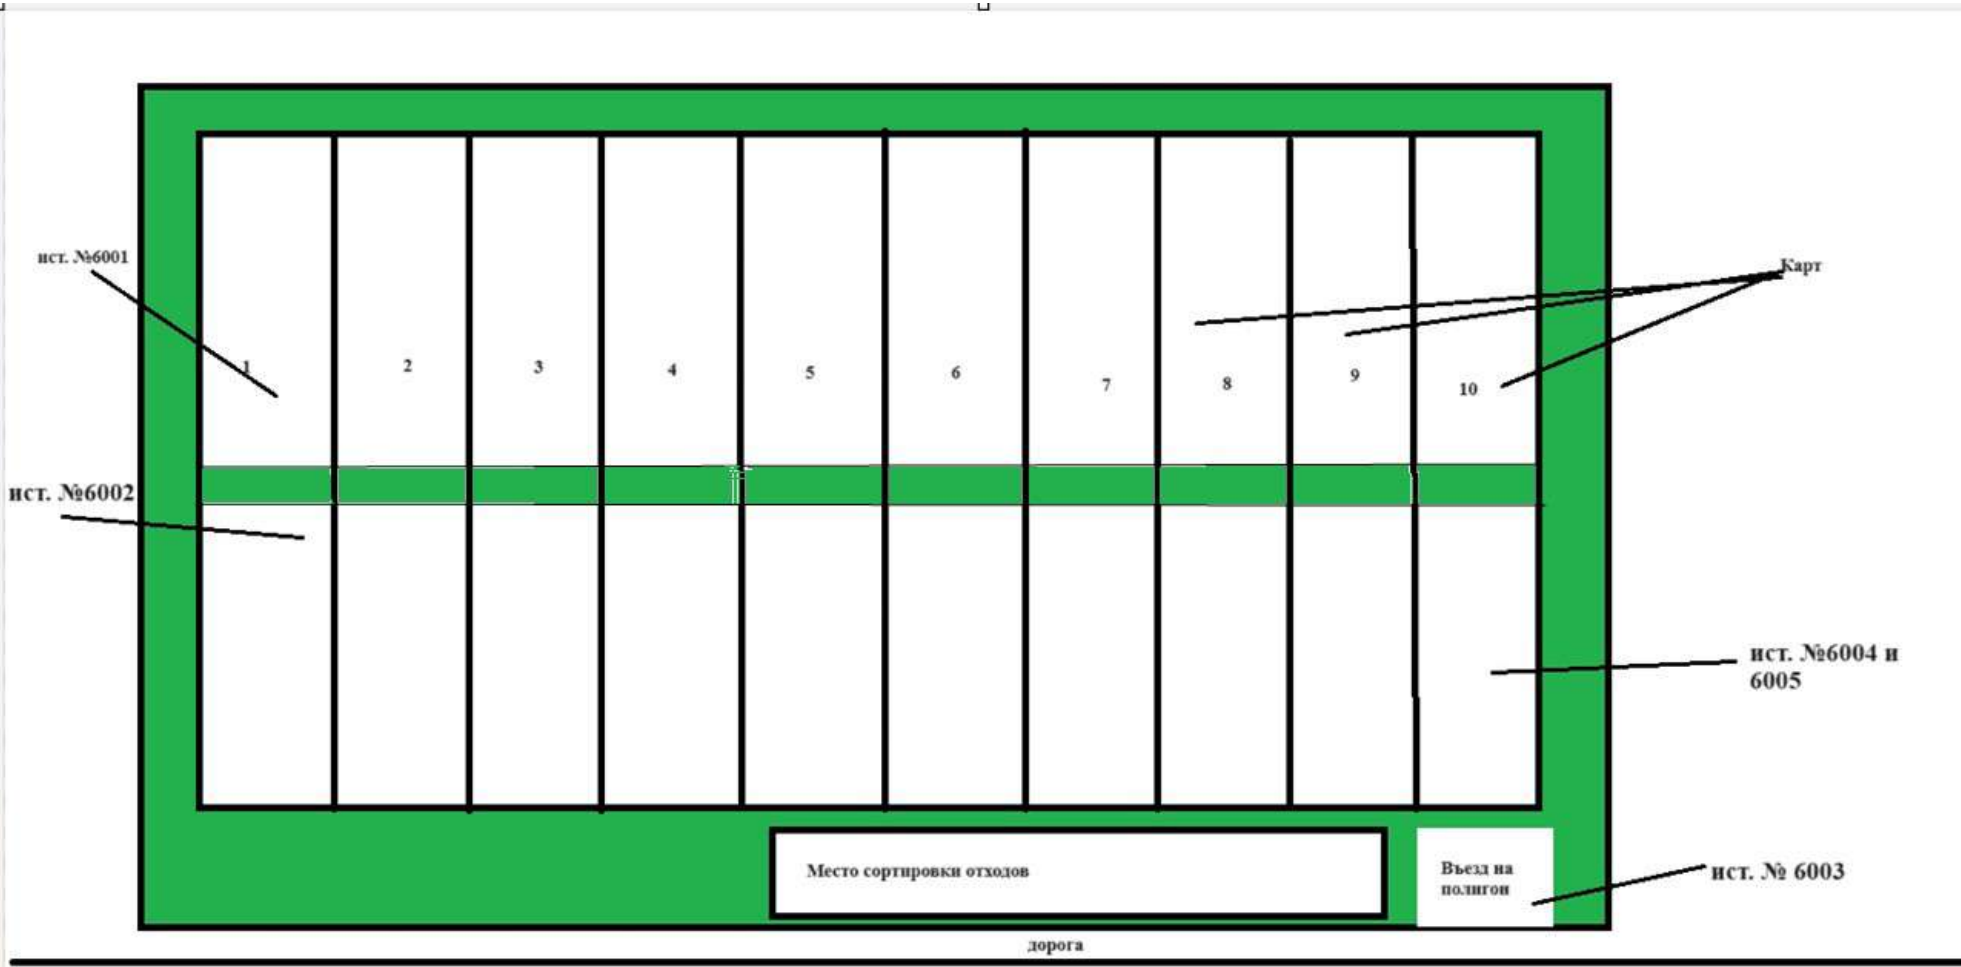 ист. №6001
Карт
1
2
3
4
5
6
7
8
9
10
ист. №6002
ист. №6004 и
6005
Место сортировки отходов
Въезд на
полигон
ист. № 6003
дорога